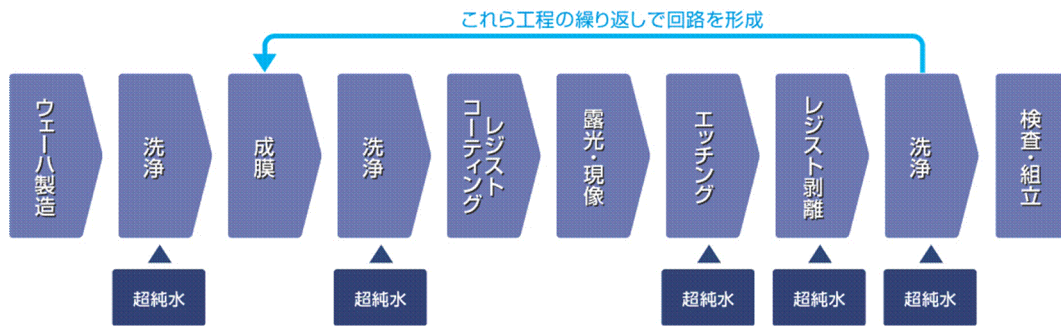 これら工程の繰り返しで回路を形成
ウェーハ製造
洗浄
成膜
洗浄
レジスト
コーティング
露光・現像
エッチング
レジスト剥離
洗浄
検査・組立
超純水
超純水
超純水
超純水
超純水